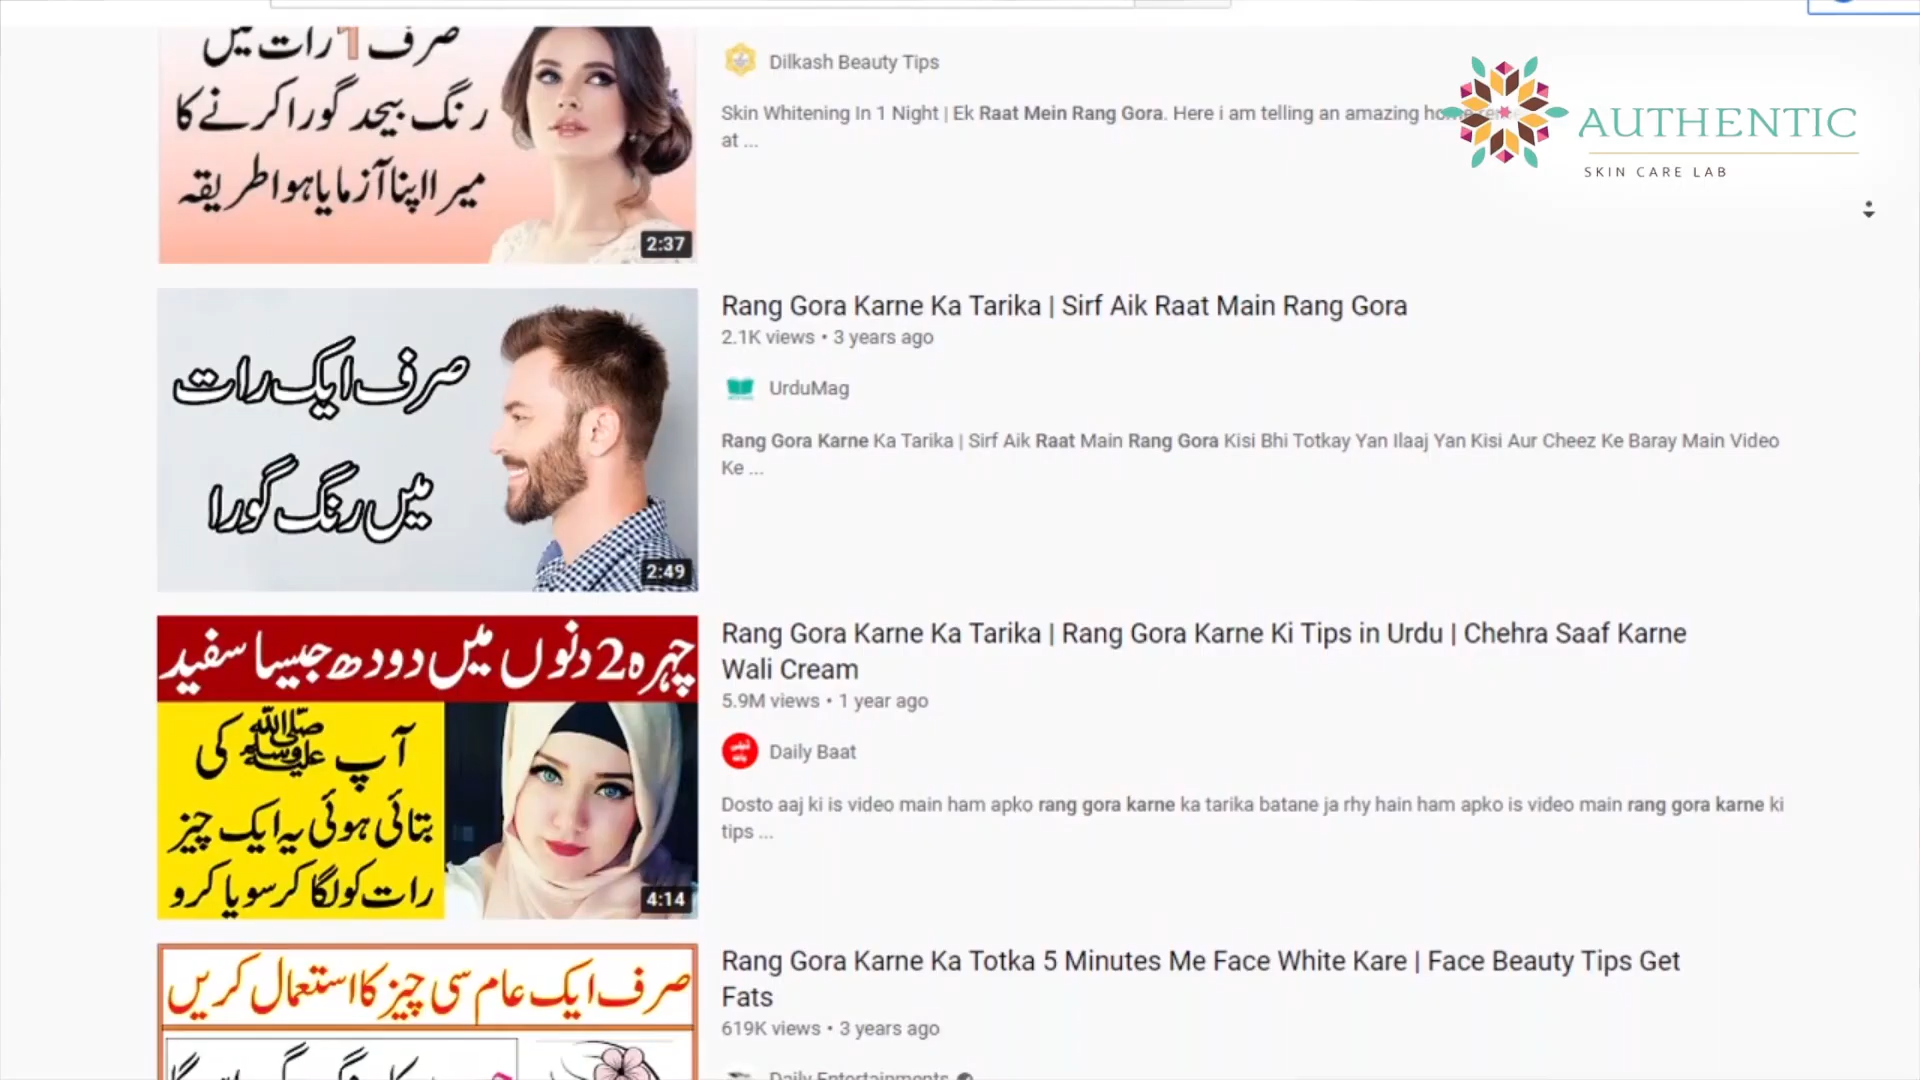 صرف 1 رات میں
رنگ بیحد گورا کرنے کا
میرا اپنا آزمایا ہوا طریقہ
2:37
Dilkash Beauty Tips
Skin Whitening In 1 Night | Ek Raat Mein Rang Gora. Here i am telling an amazing
at ...
AUTHENTIC
SKIN CARE LAB
صرف ایک رات
میں رنگ گورا
2:49
Rang Gora Karne Ka Tarika | Sirf Aik Raat Main Rang Gora
2.1K views • 3 years ago
UrduMag
Rang Gora Karne Ka Tarika | Sirf Aik Raat Main Rang Gora Kisi Bhi Totkay Yan Ilaaj Yan Kisi Aur Cheez Ke Baray Main Video
Ke ...
چہرہ 2 دنوں میں دودھ جیسا سفید
آپ ﷺ کی
بتائی ہوئی یہ ایک چیز
رات کو لگا کر سویا کرو
4:14
Rang Gora Karne Ka Tarika | Rang Gora Karne Ki Tips in Urdu | Chehra Saaf Karne
Wali Cream
5.9M views • 1 year ago
Daily Baat
Dosto aaj ki is video main ham apko rang gora karne ka tarika batane ja rhy hain ham apko is video main rang gora karne ki
tips ...
صرف ایک عام سی چیز کا استعمال کریں
Rang Gora Karne Ka Totka 5 Minutes Me Face White Kare | Face Beauty Tips Get
Fats
619K views • 3 years ago
Daily Entertainments